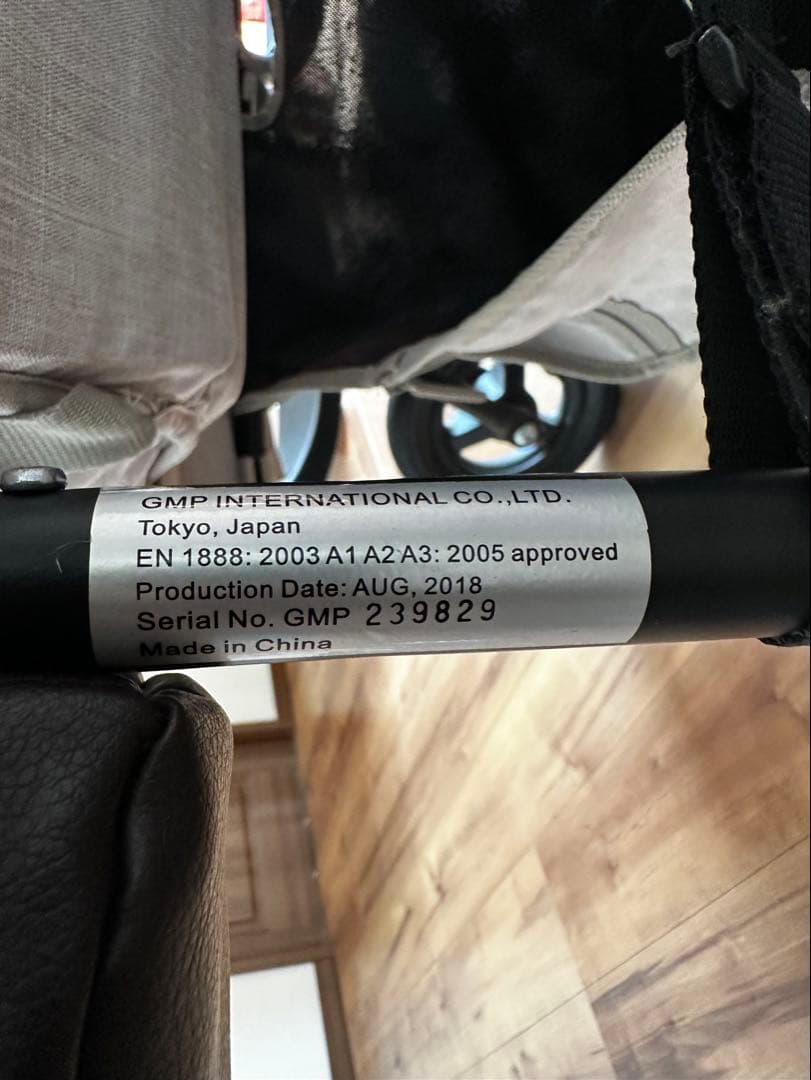 GMP INTERNATIONAL CO.,LTD.
Tokyo, Japan
EN 1888: 2003 A1 A2 A3: 2005 approved
Production Date: AUG, 2018
Serial No. GMP 239829
Made in China